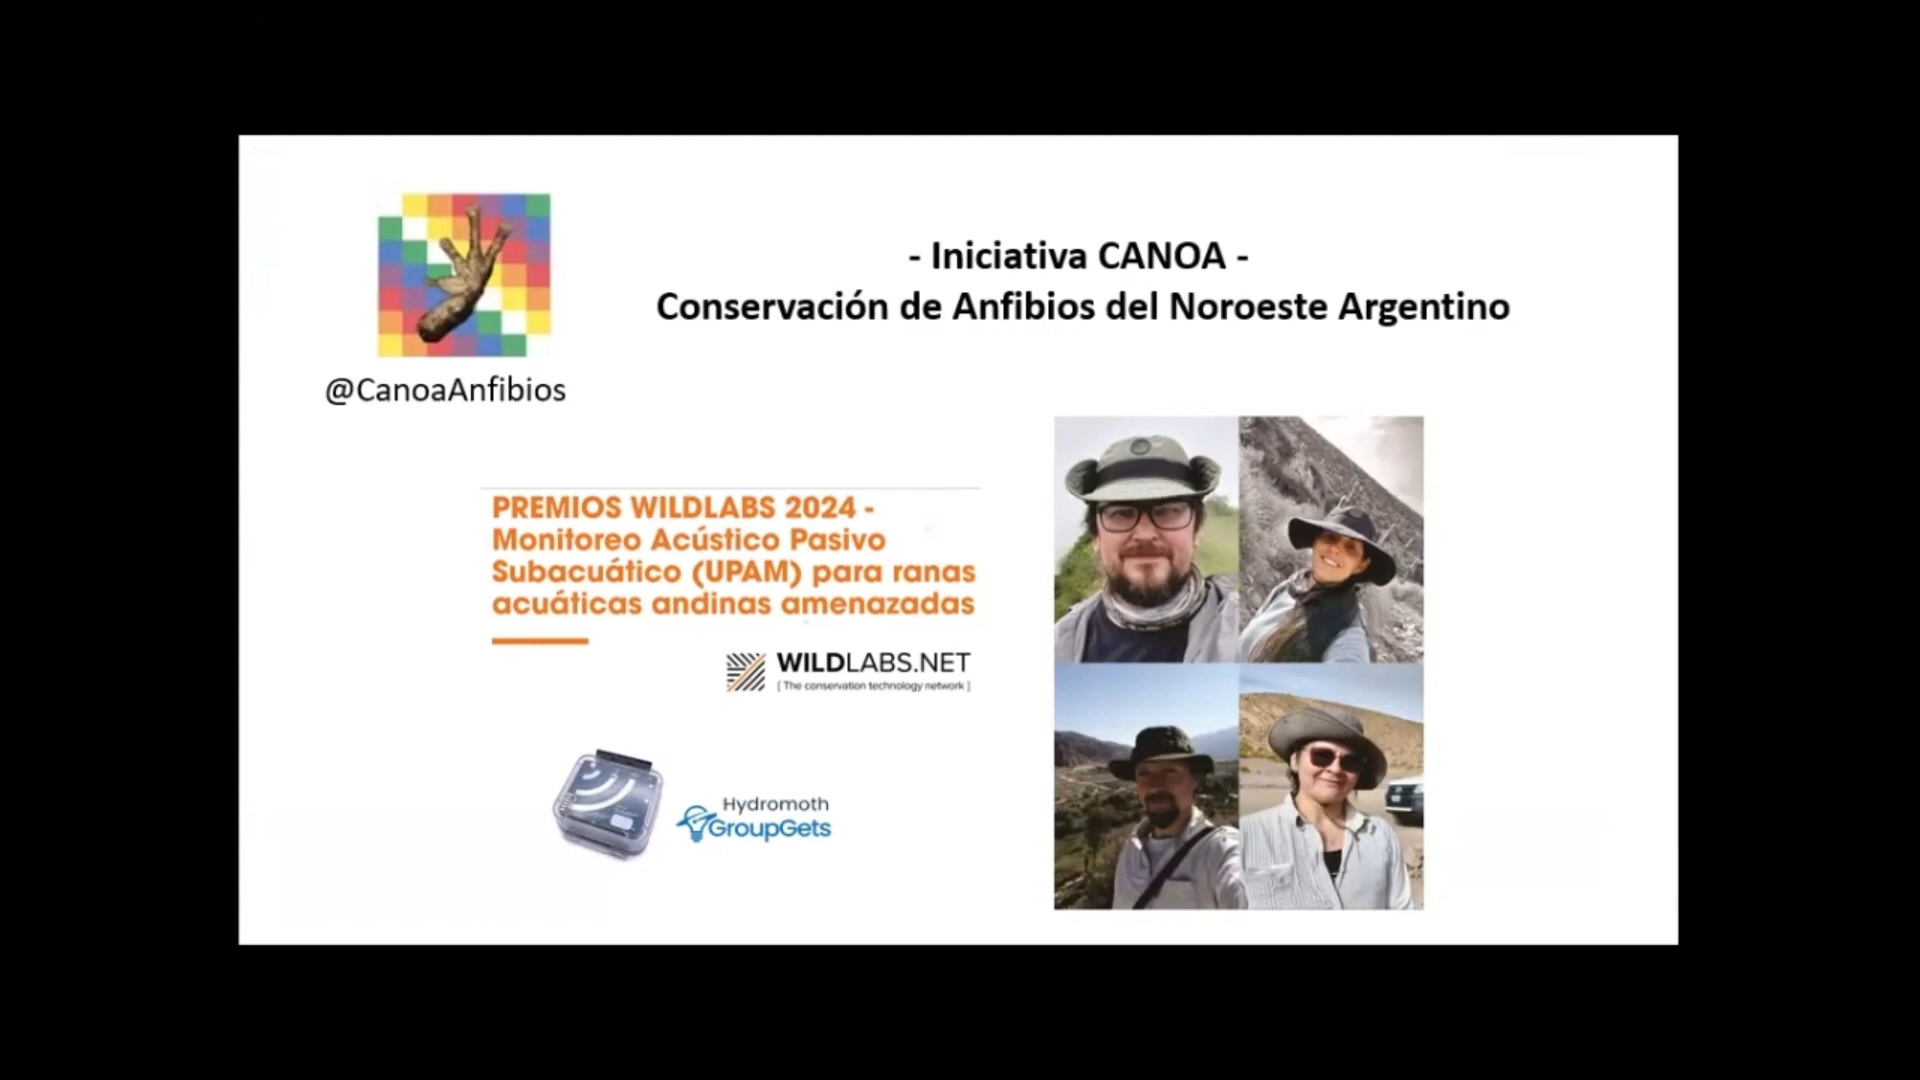 - Iniciativa CANOA -
Conservación de Anfibios del Noroeste Argentino
@CanoaAnfibios
PREMIOS WILDLABS 2024 -
Monitoreo Acústico Pasivo
Subacuático (UPAM) para ranas
acuáticas andinas amenazadas
WILDLABS.NET
[ The conservation technology network ]
Hydromoth
GroupGets